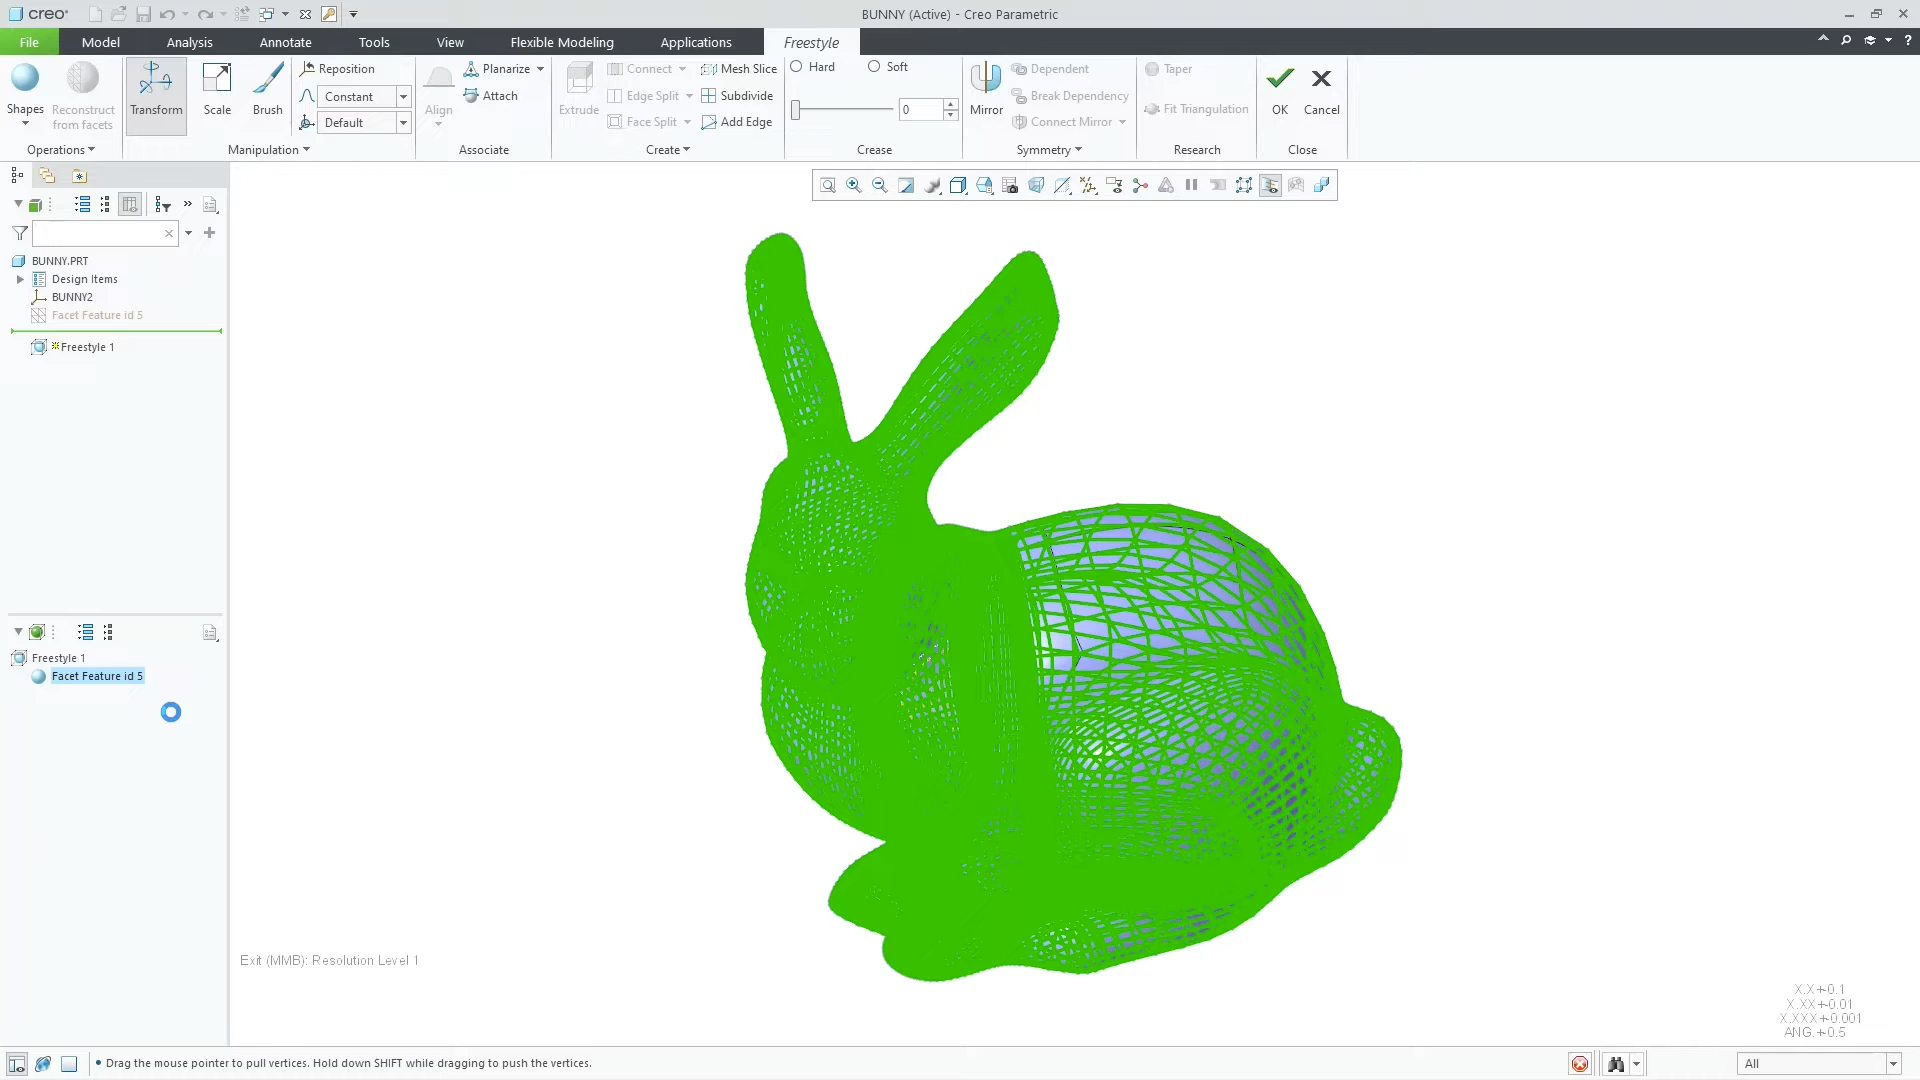 creo
BUNNY (Active) - Creo Parametric
File
Model
Analysis
Annotate
Tools
View
Flexible Modeling
Applications
Freestyle
?
Shapes
Reconstruct
from facets
Operations
Transform
Scale
Brush
Reposition
Constant
Default
Manipulation
Align
Planarize
Attach
Associate
Extrude
Connect
Edge Split
Face Split
Mesh Slice
Subdivide
Add Edge
Create
Hard
Soft
0
Crease
Mirror
Dependent
Break Dependency
Connect Mirror
Symmetry
Taper
Fit Triangulation
Research
OK
Cancel
Close
BUNNY.PRT
Design Items
BUNNY2
Facet Feature id 5
Freestyle 1
Freestyle 1
Facet Feature id 5
Exit (MMB): Resolution Level 1
X.X+-0.1
X.XX+-0.01
X.XXX+-0.001
ANG.+-0.5
• Drag the mouse pointer to pull vertices. Hold down SHIFT while dragging to push the vertices.
All